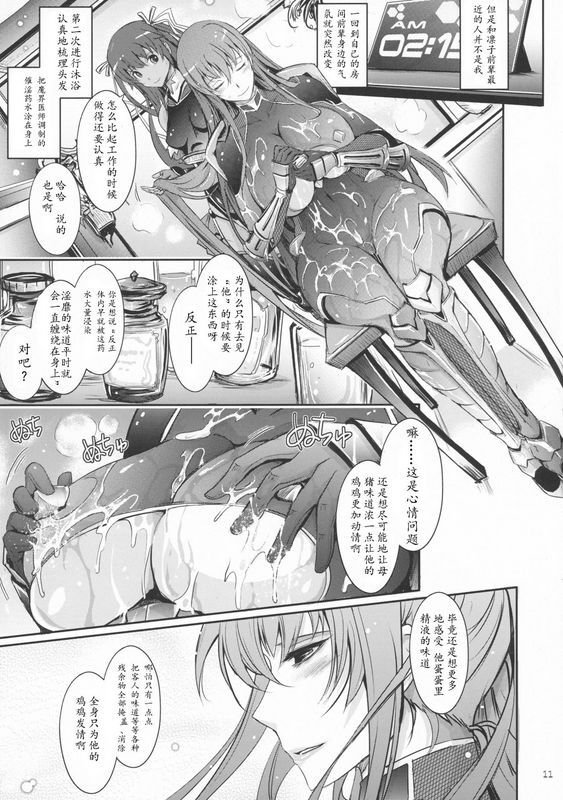 但是和凛子前辈最
近的人并不是我
AM
02:15
一回到自己的房
间前辈身边的气
氛就突然改变
第二次进行沐浴
认真地梳理头发
把魔界医师调制的
催淫药水涂在身上
怎么比起工作的时候
做得还要认真
哈哈 说的
也是啊
为什么只有去见
“他”的时候要
涂上这东西呀
反正——
你是想说“反正
体内早就被这药
水大量浸染
淫靡的味道平时就
会一直缠绕在身上”
对吧？
ぬちゅ
ぬちゅ
嘛……这是心情问题
还是想尽可能地让母
猪味道浓一点让他的
鸡鸡更加动情啊
毕竟还是想更多
地感受 他蛋蛋里
精液的味道
哪怕只有一点点
把客人的味道等等各种
残余物全部掩盖、消除
全身只为他的
鸡鸡发情啊
11